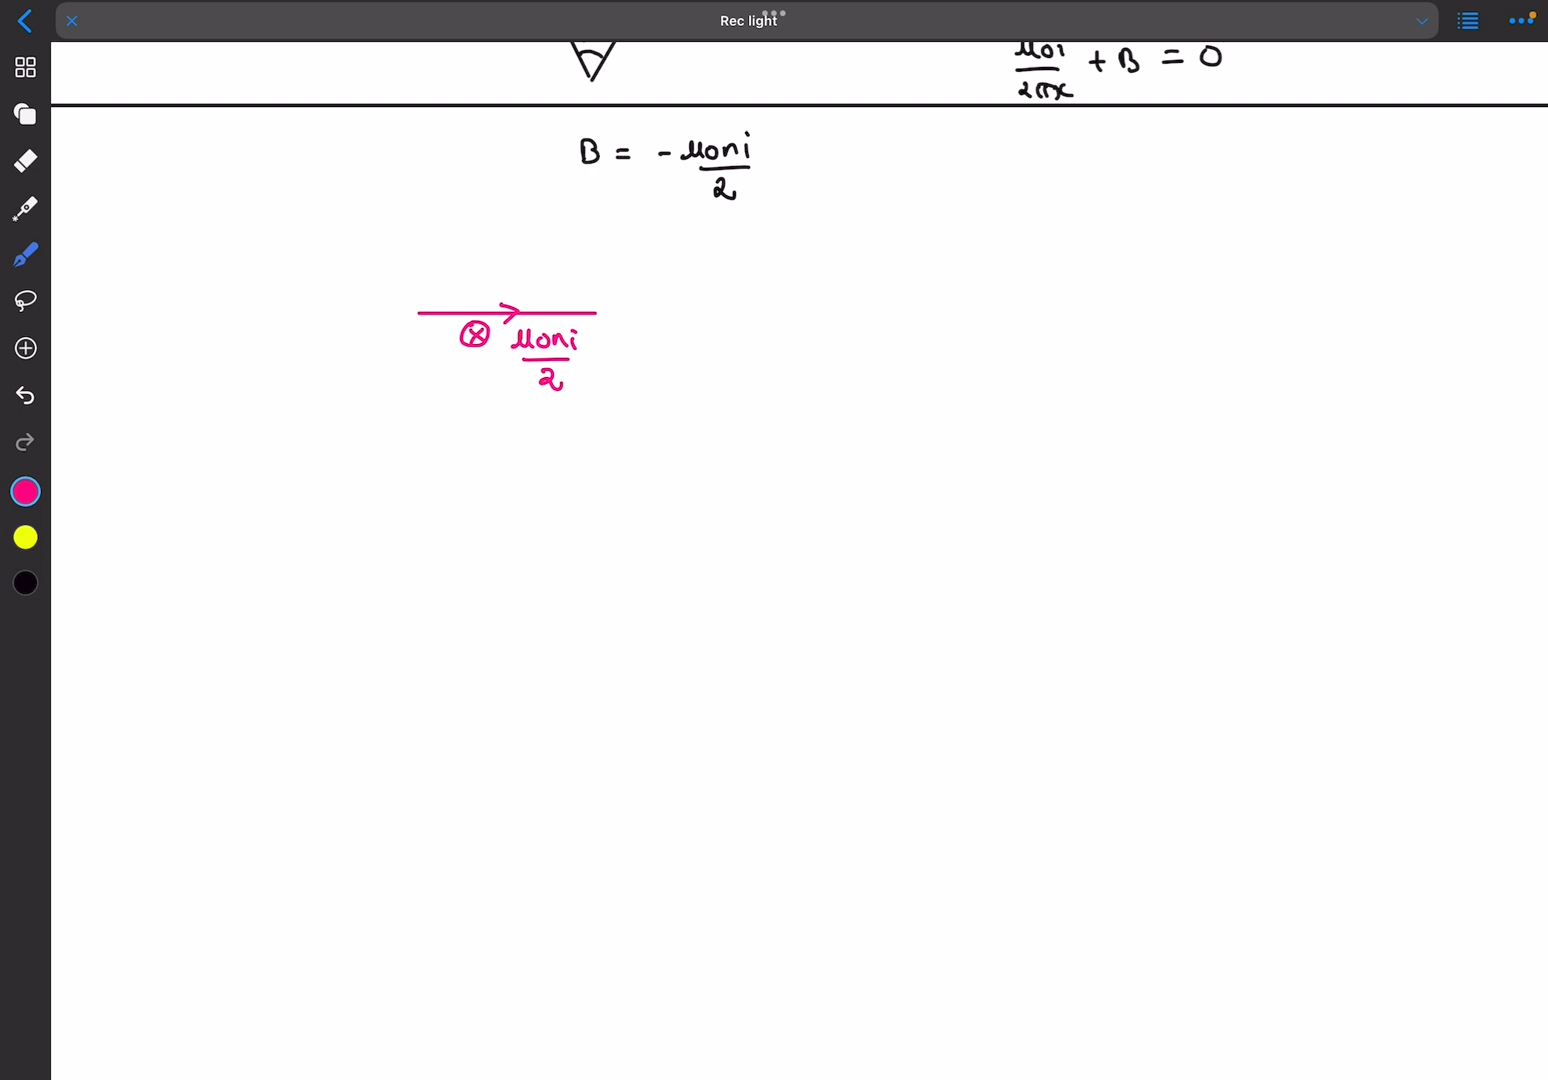 Rec light
μ₀i/2πx + B = 0
B = - μ₀ni/2
⊗ μ₀ni/2